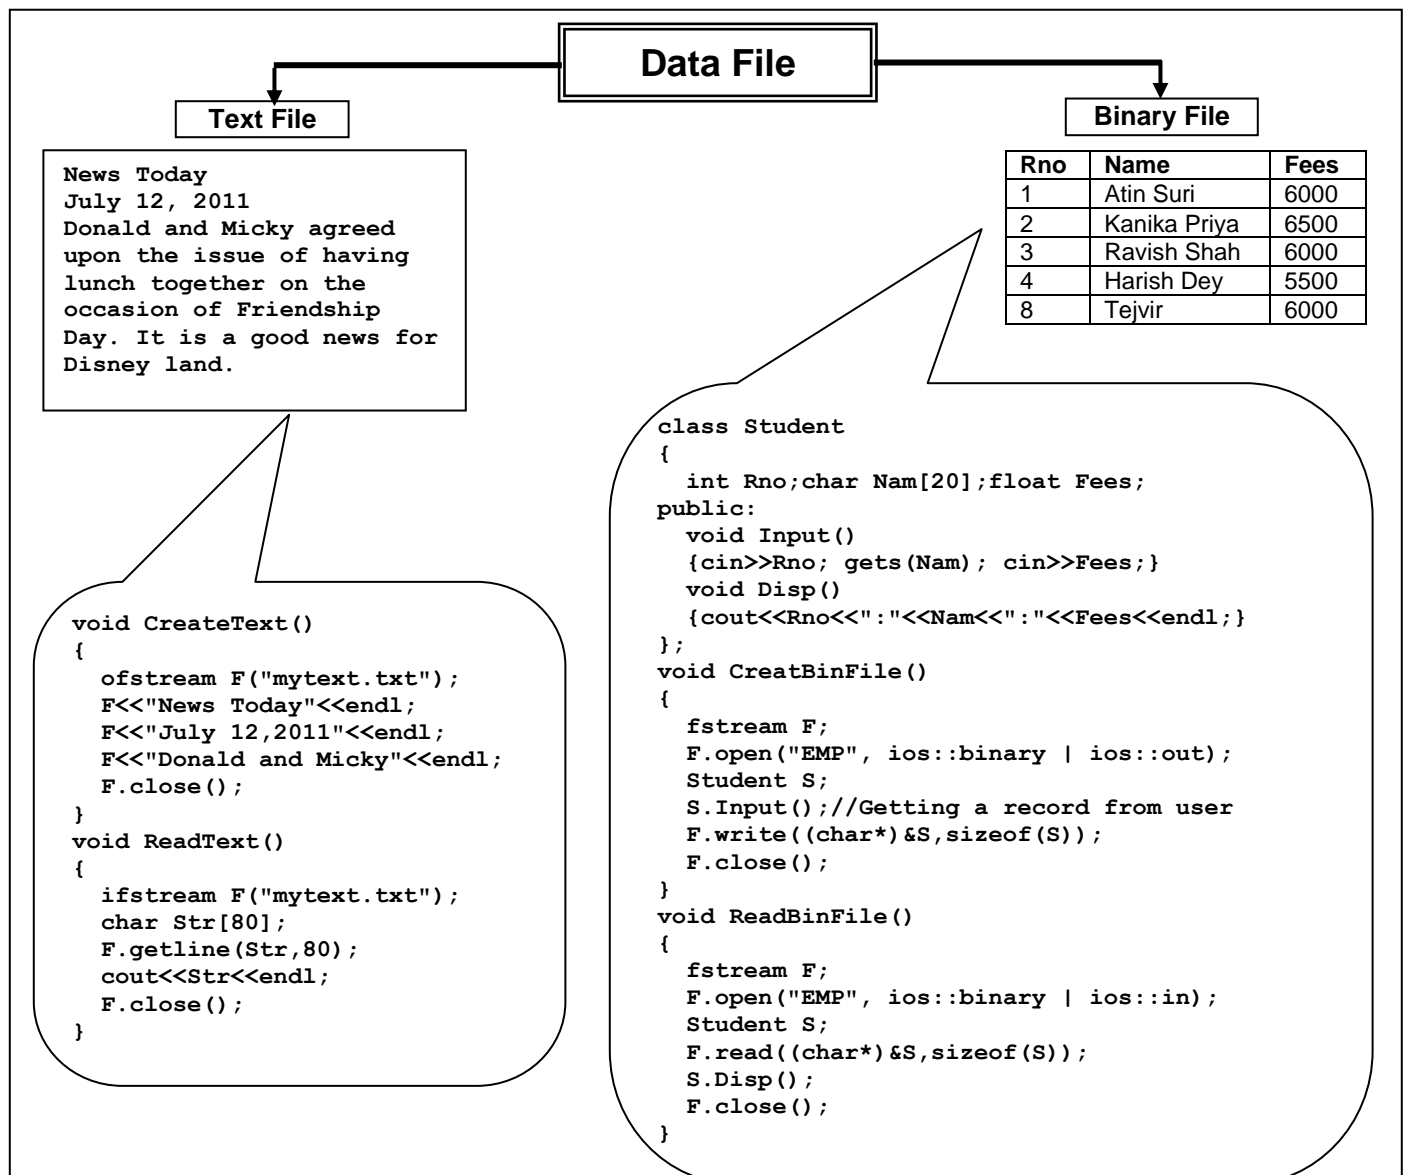 Data File
Text File
News Today
July 12, 2011
Donald and Micky agreed
upon the issue of having
lunch together on the
occasion of Friendship
Day. It is a good news for
Disney land.
void CreateText()
{
ofstream F("mytext.txt");
F<<"News Today"<<endl;
F<<"July 12,2011"<<endl;
F<<"Donald and Micky"<<endl;
F.close();
}
void ReadText()
{
ifstream F("mytext.txt");
char Str[80];
F.getline(Str,80);
cout<<Str<<endl;
F.close();
}
Binary File
Rno Name Fees
1 Atin Suri 6000
2 Kanika Priya 6500
3 Ravish Shah 6000
4 Harish Dey 5500
8 Tejvir 6000
class Student
{
int Rno;char Nam[20];float Fees;
public:
void Input()
{cin>>Rno; gets(Nam); cin>>Fees;}
void Disp()
{cout<<Rno<<":"<<Nam<<":"<<Fees<<endl;}
};
void CreatBinFile()
{
fstream F;
F.open("EMP", ios::binary | ios::out);
Student S;
S.Input();//Getting a record from user
F.write((char*)&S,sizeof(S));
F.close();
}
void ReadBinFile()
{
fstream F;
F.open("EMP", ios::binary | ios::in);
Student S;
F.read((char*)&S,sizeof(S));
S.Disp();
F.close();
}